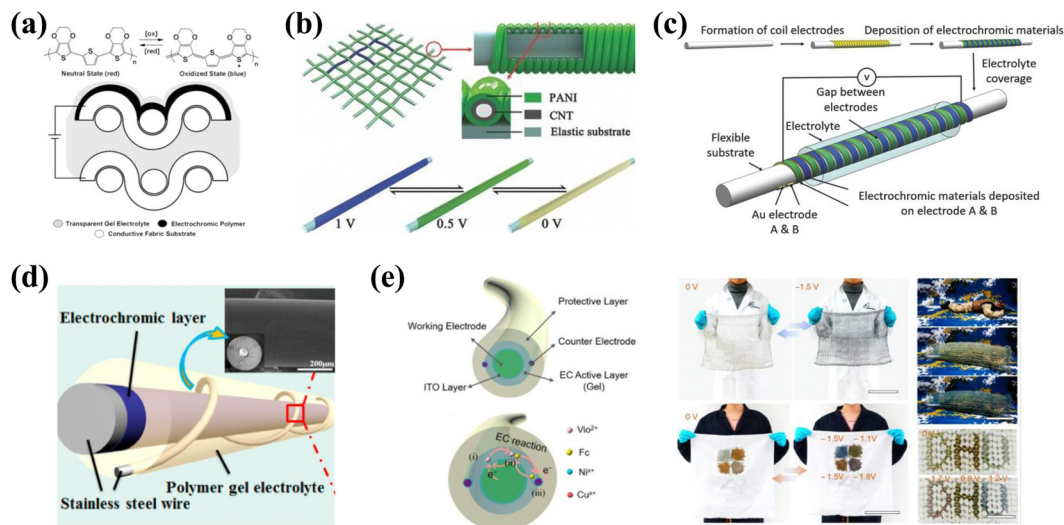 (a)
[ox]
[red]
n
n
Neutral State (red)
Oxidized State (blue)
Transparent Gel Electrolyte
Electrochromic Polymer
Conductive Fabric Substrate
(b)
PANI
CNT
Elastic substrate
1 V
0.5 V
0 V
(c)
Formation of coil electrodes
Deposition of electrochromic materials
Electrolyte
coverage
V
Gap between
electrodes
Electrolyte
Flexible
substrate
Electrochromic materials deposited
on electrode A & B
Au electrode
A & B
(d)
Electrochromic layer
200μm
Polymer gel electrolyte
Stainless steel wire
(e)
Protective Layer
Working Electrode
Counter Electrode
ITO Layer
EC Active Layer
(Gel)
EC reaction
(i)
(ii)
(iii)
e⁻
e⁻
Vio²⁺
Fc
Niˣ⁺
Cuˣ⁺
0 V
−1.5 V
0 V
−1.5V
−1.1V
−1.5V
−1.8V